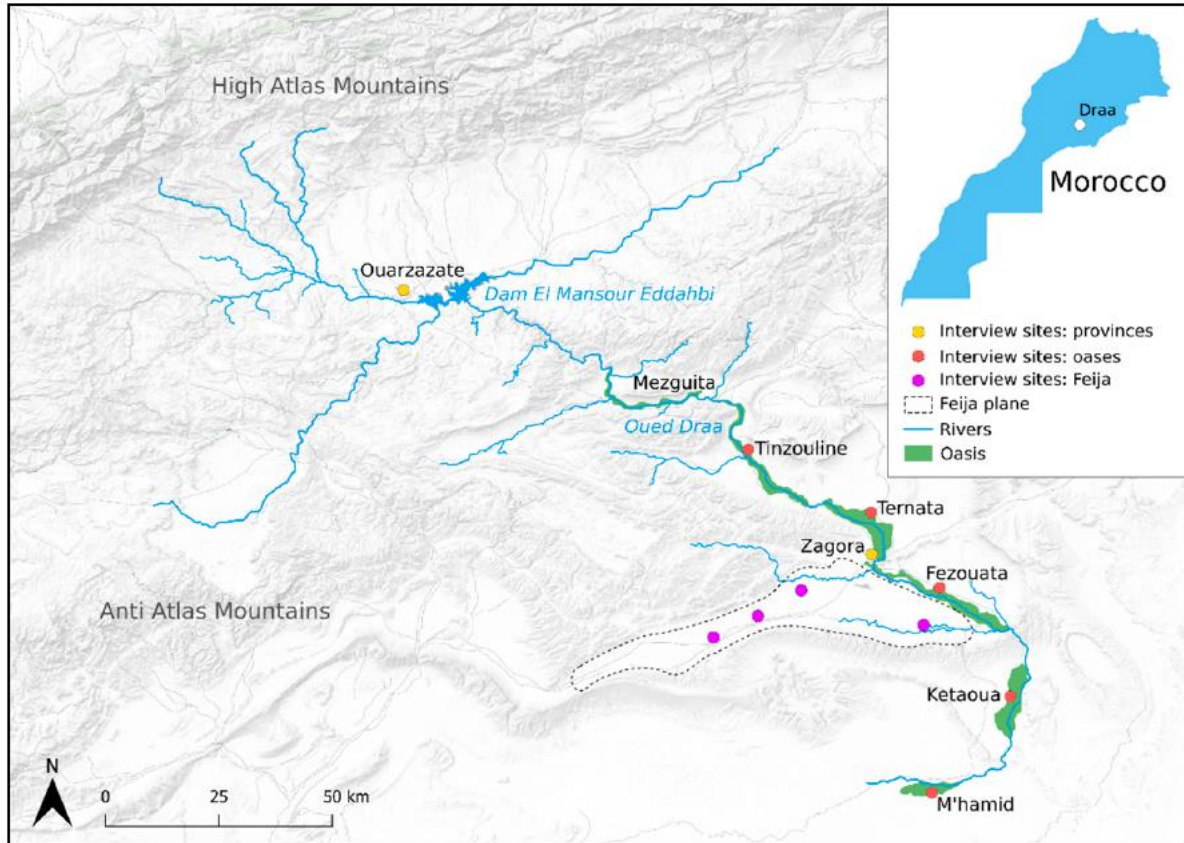 High Atlas Mountains
Draa
Morocco
Ouarzazate
Dam El Mansour Eddahbi
Interview sites: provinces
Interview sites: oases
Interview sites: Feija
Feija plane
Rivers
Oasis
Mezguita
Oued Draa
Tinzouline
Ternata
Zagora
Fezouata
Anti Atlas Mountains
Ketaoua
N
0 25 50 km
M'hamid